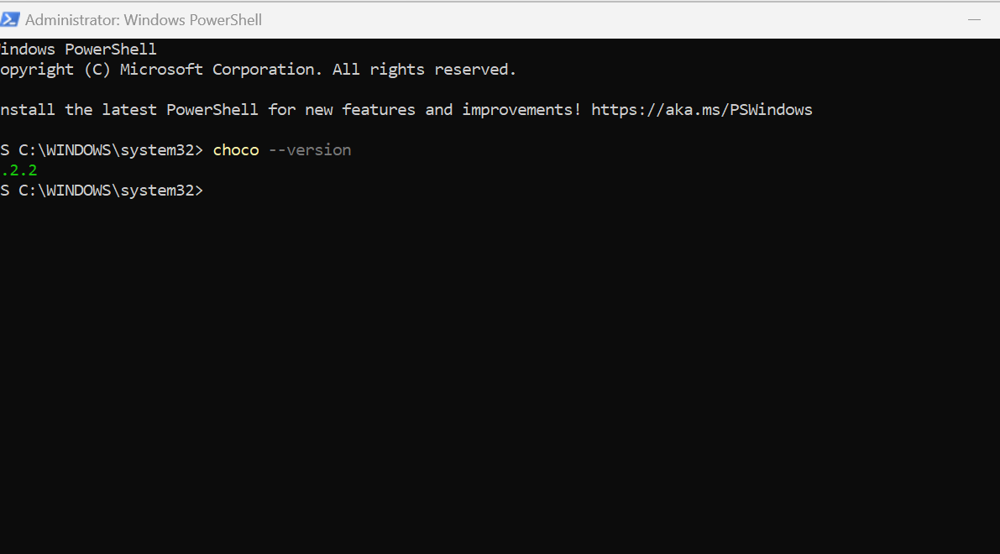 Administrator: Windows PowerShell
indows PowerShell
opyright (C) Microsoft Corporation. All rights reserved.
nstall the latest PowerShell for new features and improvements! https://aka.ms/PSWindows
S C:\WINDOWS\system32> choco --version
.2.2
S C:\WINDOWS\system32>